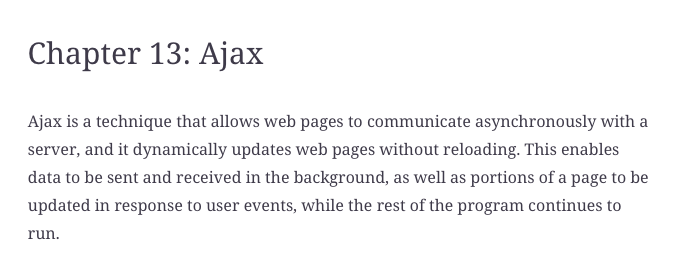 Chapter 13: Ajax
Ajax is a technique that allows web pages to communicate asynchronously with a
server, and it dynamically updates web pages without reloading. This enables
data to be sent and received in the background, as well as portions of a page to be
updated in response to user events, while the rest of the program continues to
run.